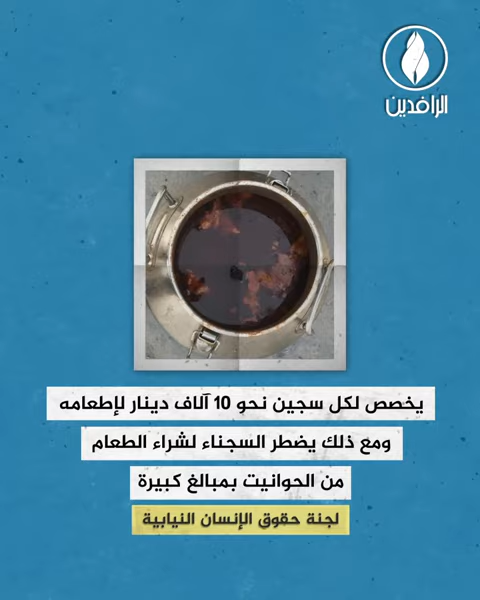 الرافدين
يخصص لكل سجين نحو 10 آلاف دينار لإطعامه
ومع ذلك يضطر السجناء لشراء الطعام
من الحوانيت بمبالغ كبيرة
لجنة حقوق الإنسان النيابية